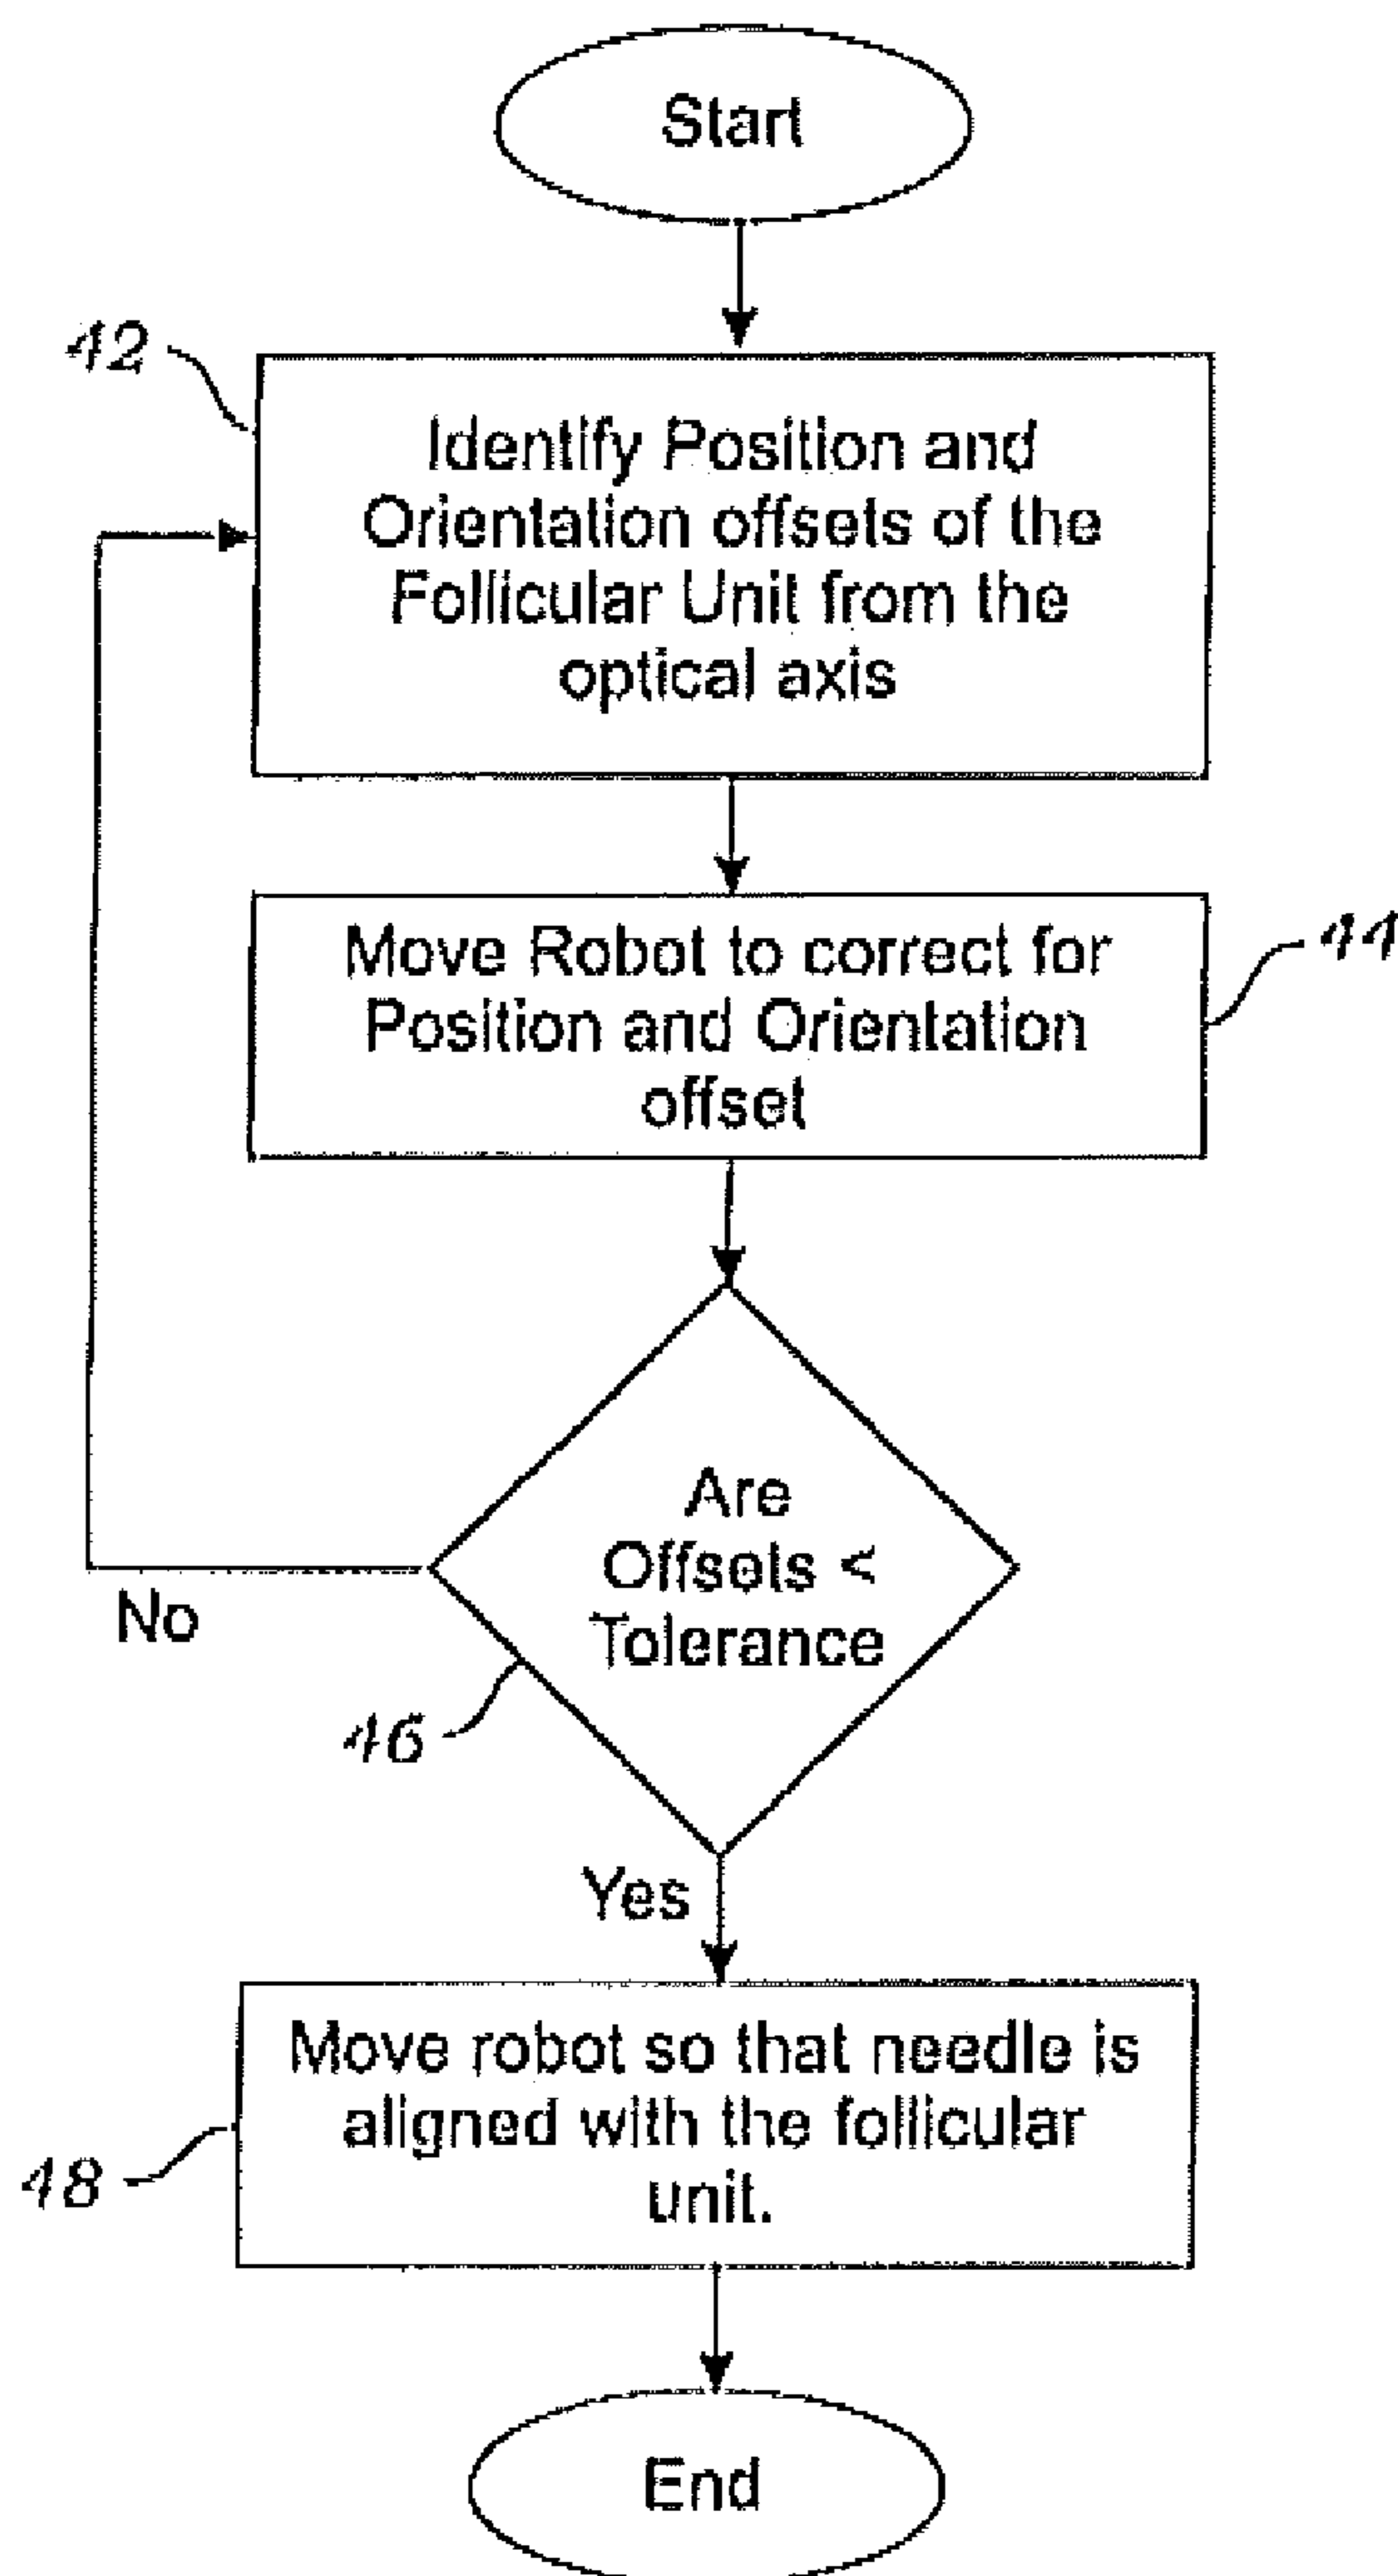 Start
42
Identify Position and
Orientation offsets of the
Follicular Unit from the
optical axis
44
Move Robot to correct for
Position and Orientation
offset
Are
Offsets <
Tolerance
No
46
Yes
48
Move robot so that needle is
aligned with the follicular
unit.
End